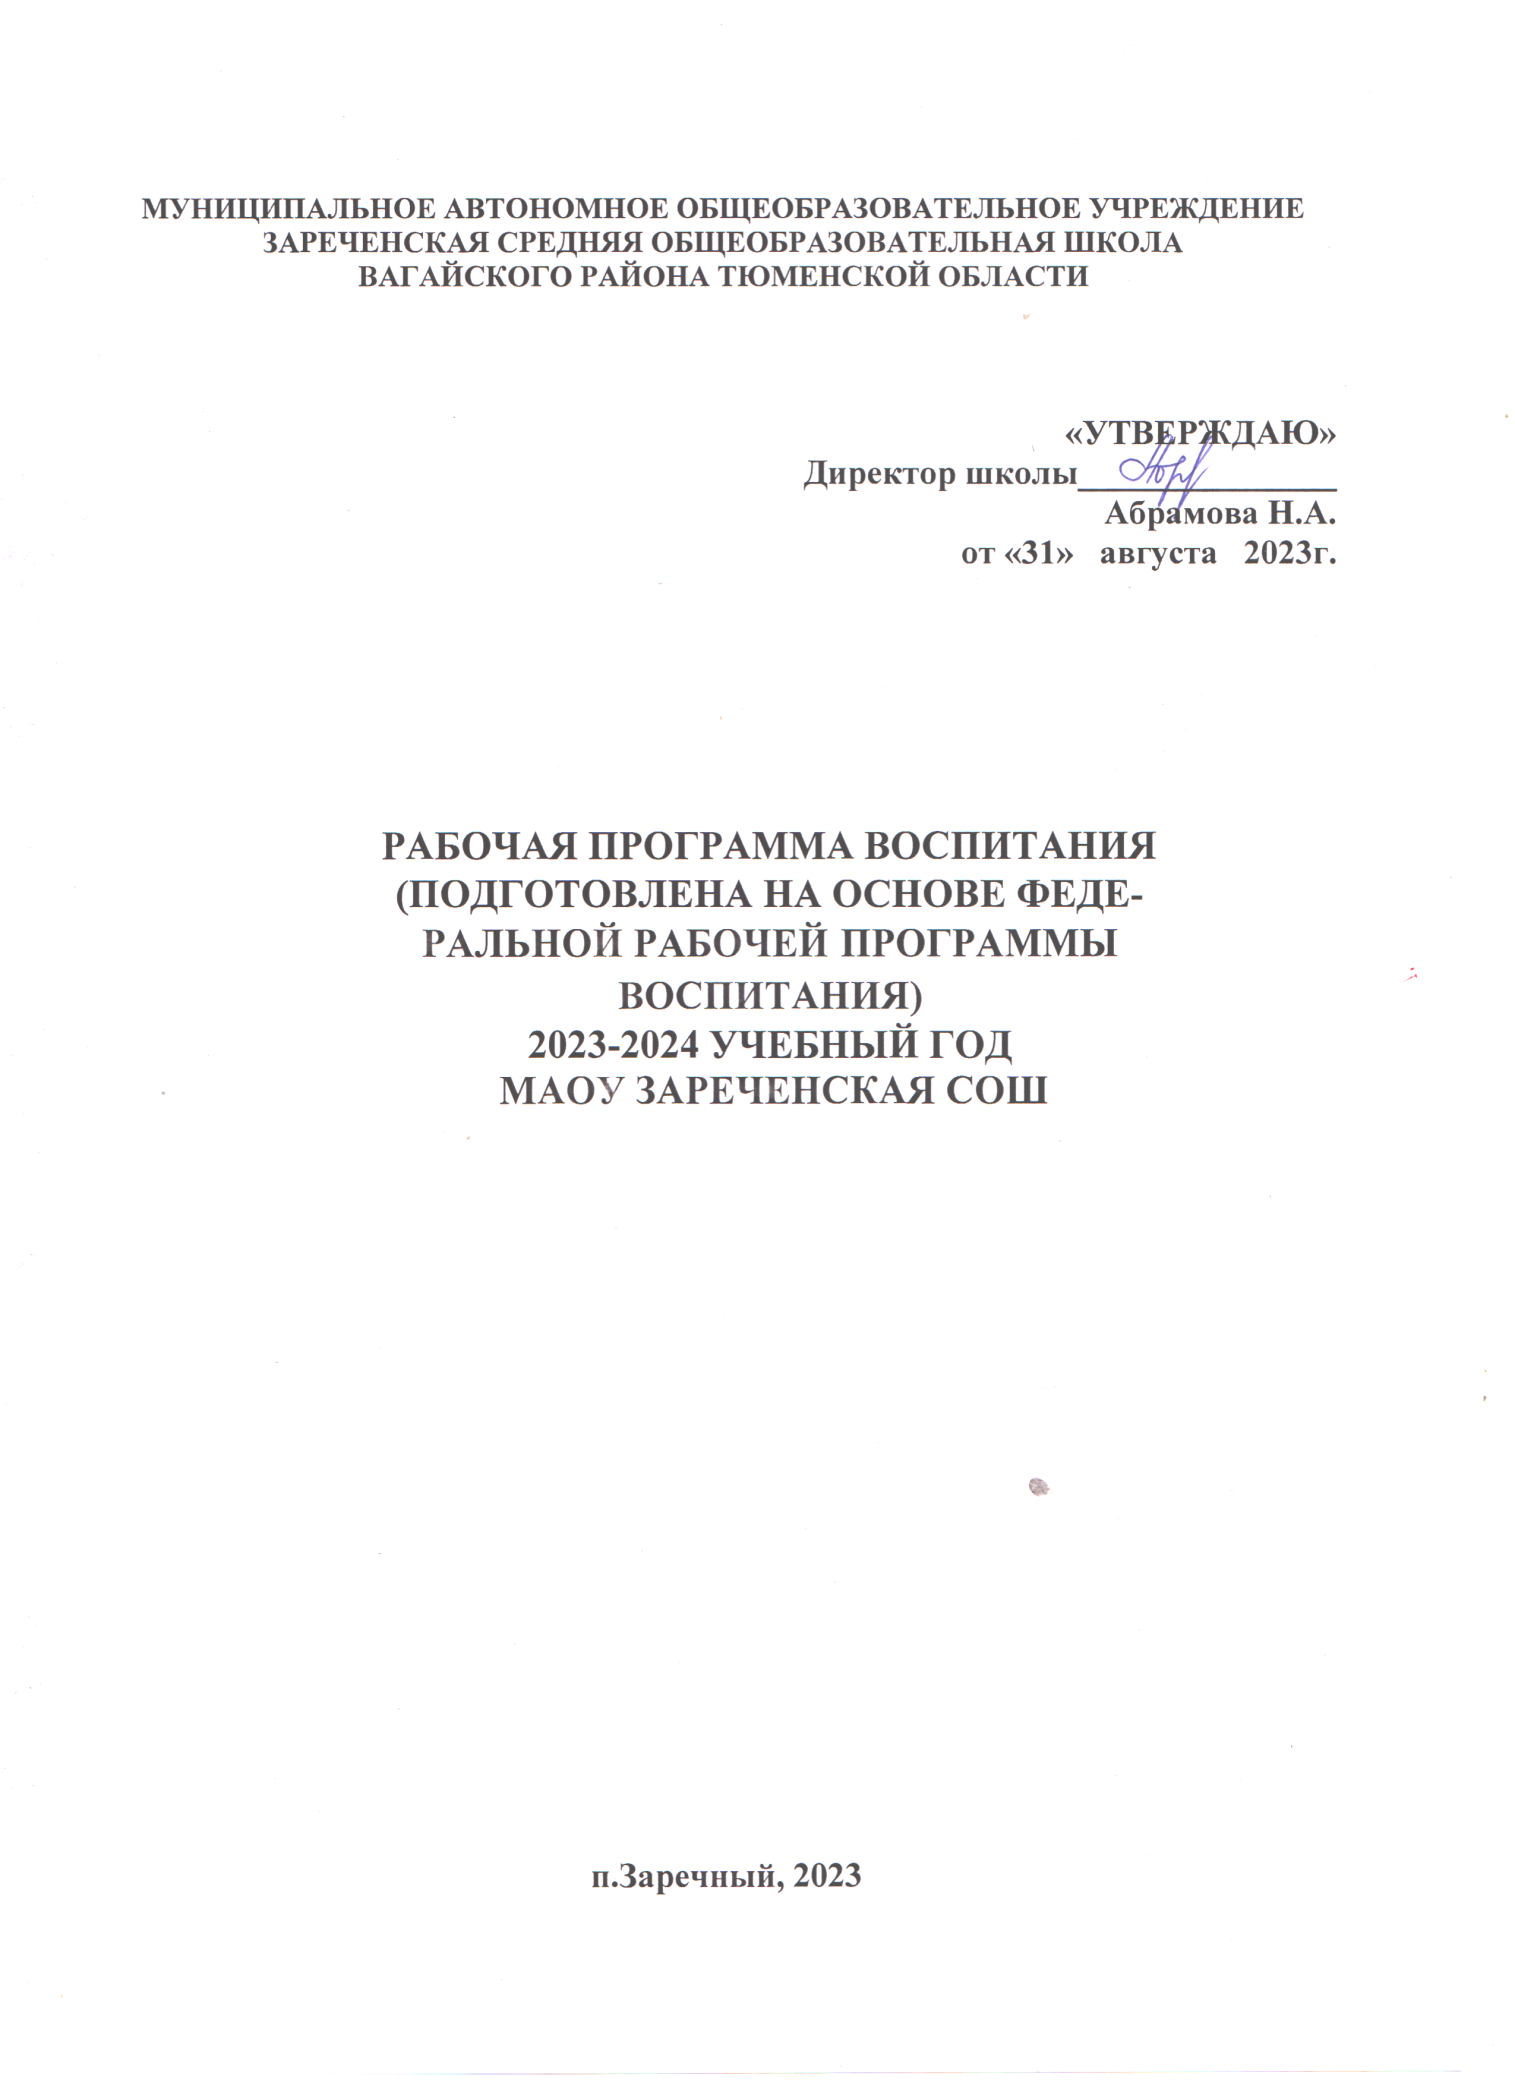 МУНИЦИПАЛЬНОЕ АВТОНОМНОЕ ОБЩЕОБРАЗОВАТЕЛЬНОЕ УЧРЕЖДЕНИЕ
ЗАРЕЧЕНСКАЯ СРЕДНЯЯ ОБЩЕОБРАЗОВАТЕЛЬНАЯ ШКОЛА
ВАГАЙСКОГО РАЙОНА ТЮМЕНСКОЙ ОБЛАСТИ
«УТВЕРЖДАЮ»
Директор школы_______________
Абрамова Н.А.
от «31» августа 2023г.
РАБОЧАЯ ПРОГРАММА ВОСПИТАНИЯ
(ПОДГОТОВЛЕНА НА ОСНОВЕ ФЕДЕ-
РАЛЬНОЙ РАБОЧЕЙ ПРОГРАММЫ
ВОСПИТАНИЯ)
2023-2024 УЧЕБНЫЙ ГОД
МАОУ ЗАРЕЧЕНСКАЯ СОШ
п.Заречный, 2023